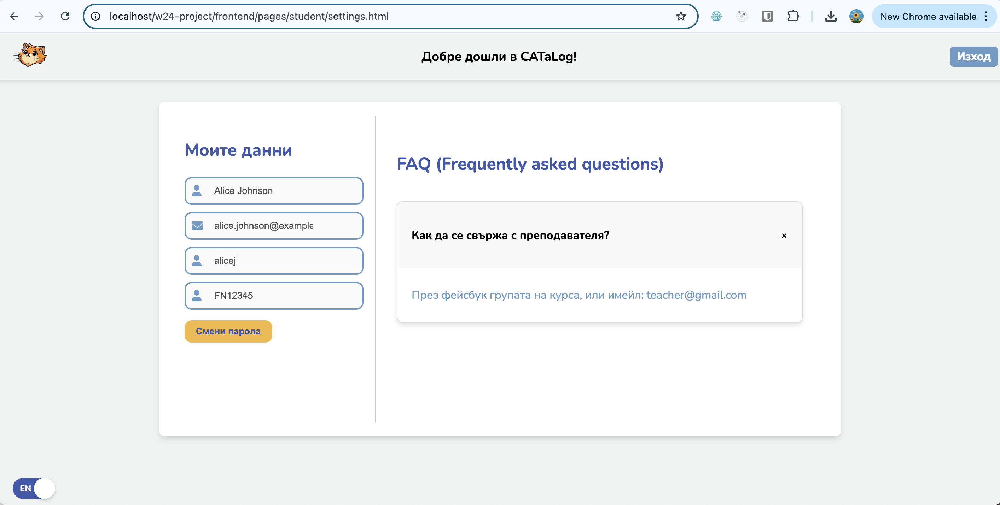 localhost/w24-project/frontend/pages/student/settings.html
New Chrome available
Добре дошли в CATaLog!
Изход
Моите данни
Alice Johnson
alice.johnson@example
alicej
FN12345
Смени парола
FAQ (Frequently asked questions)
Как да се свържа с преподавателя?
×
През фейсбук групата на курса, или имейл: teacher@gmail.com
EN